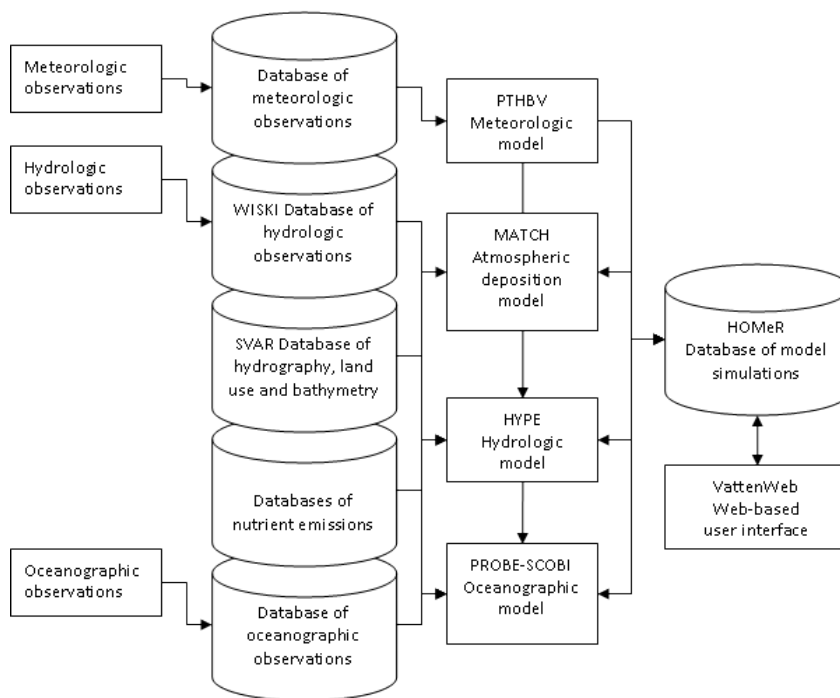 Meteorologic
observations
Database of
meteorologic
observations
PTHBV
Meteorologic
model
Hydrologic
observations
WISKI Database of
hydrologic
observations
MATCH
Atmospheric
deposition
model
SVAR Database of
hydrography, land
use and bathymetry
HOMeR
Database of model
simulations
HYPE
Hydrologic
model
Databases of
nutrient emissions
VattenWeb
Web-based
user interface
Oceanographic
observations
Database of
oceanographic
observations
PROBE-SCOBI
Oceanographic
model